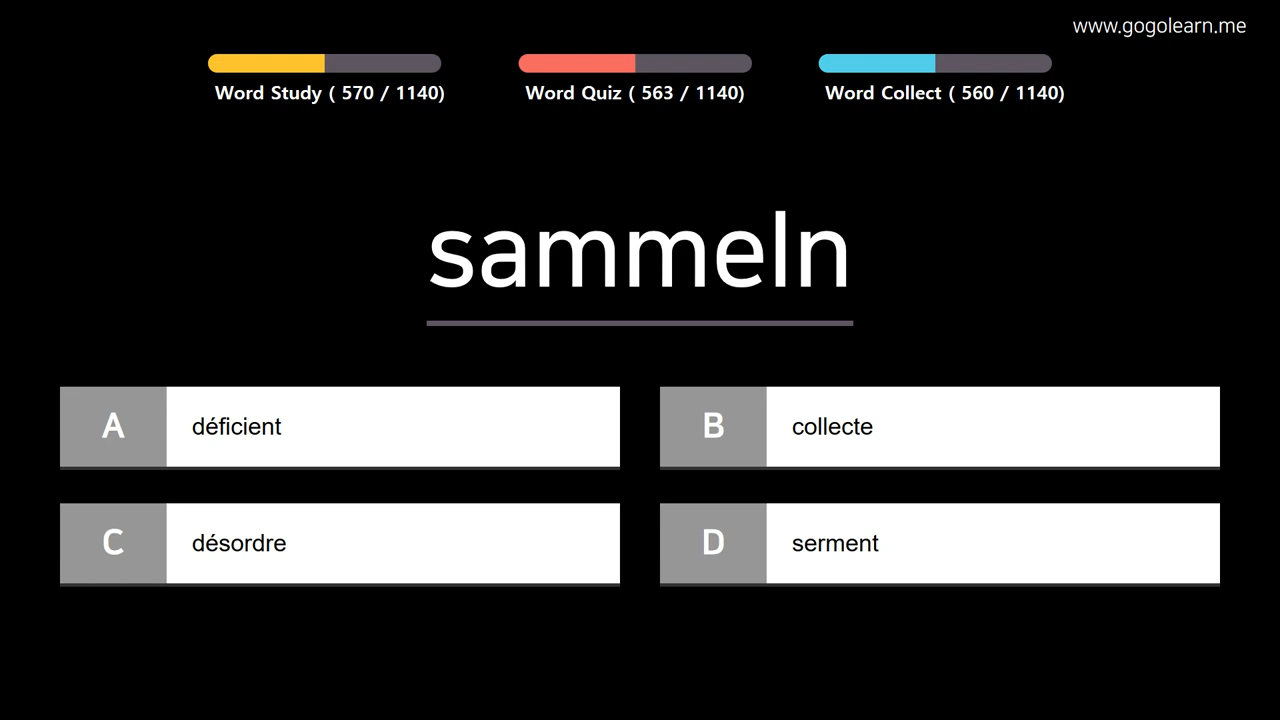 www.gogolearn.me
Word Study ( 570 / 1140)
Word Quiz ( 563 / 1140)
Word Collect ( 560 / 1140)
sammeln
A déficient
B collecte
C désordre
D serment